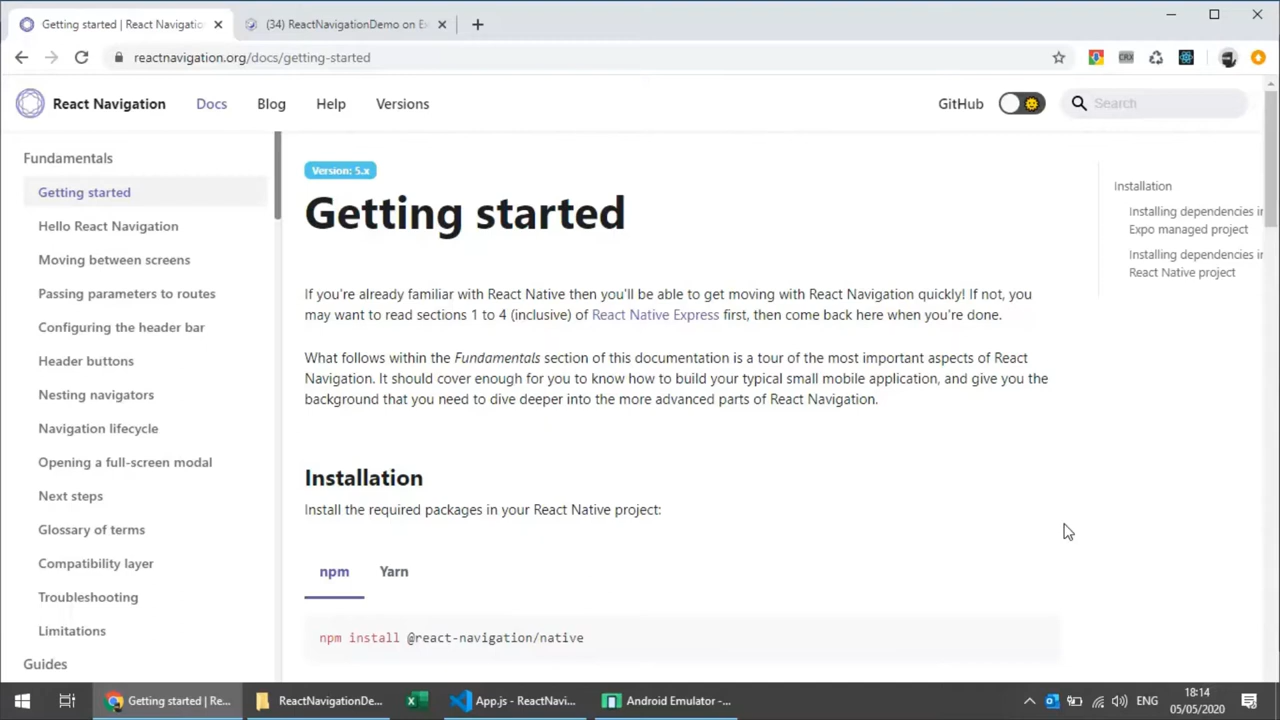 Getting started | React Navigatio
(34) ReactNavigationDemo on E
reactnavigation.org/docs/getting-started
React Navigation
Docs
Blog
Help
Versions
GitHub
Search
Fundamentals
Getting started
Hello React Navigation
Moving between screens
Passing parameters to routes
Configuring the header bar
Header buttons
Nesting navigators
Navigation lifecycle
Opening a full-screen modal
Next steps
Glossary of terms
Compatibility layer
Troubleshooting
Limitations
Guides
Version: 5.x
Getting started
If you're already familiar with React Native then you'll be able to get moving with React Navigation quickly! If not, you
may want to read sections 1 to 4 (inclusive) of React Native Express first, then come back here when you're done.
What follows within the Fundamentals section of this documentation is a tour of the most important aspects of React
Navigation. It should cover enough for you to know how to build your typical small mobile application, and give you the
background that you need to dive deeper into the more advanced parts of React Navigation.
Installation
Install the required packages in your React Native project:
npm
Yarn
npm install @react-navigation/native
Installation
Installing dependencies i
Expo managed project
Installing dependencies i
React Native project
Getting started | Re...
ReactNavigationDe...
App.js - ReactNavi...
Android Emulator -...
ENG
18:14
05/05/2020